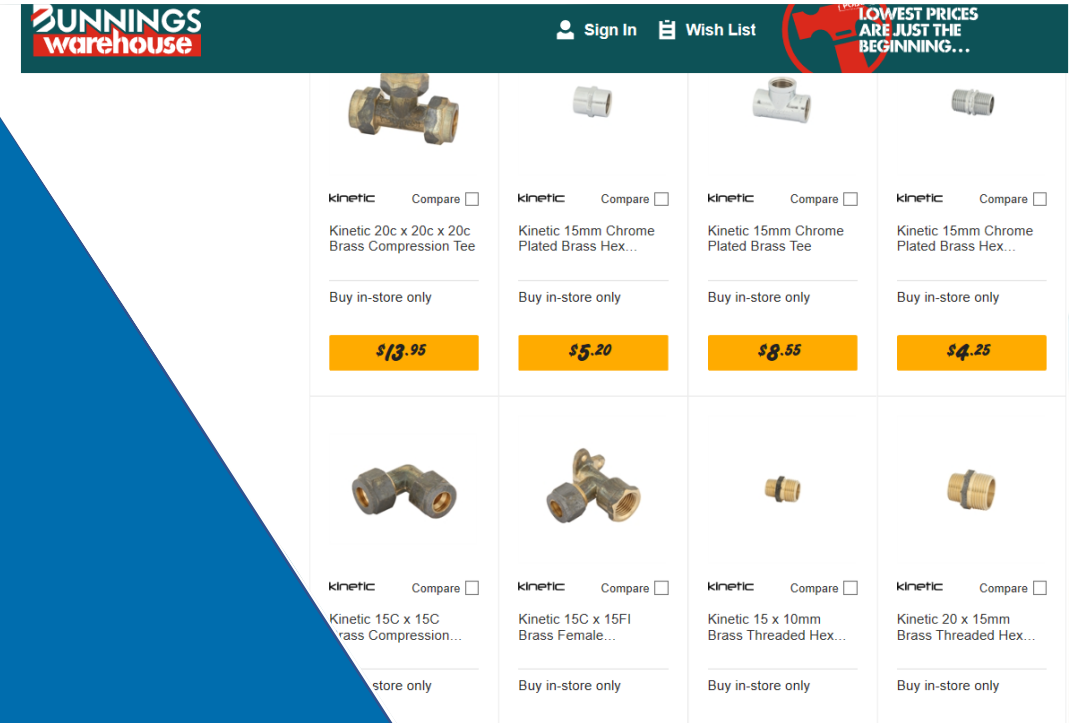 BUNNINGS
warehouse
Sign In
Wish List
LOWEST PRICES
ARE JUST THE
BEGINNING...
kinetic Compare kinetic Compare kinetic Compare kinetic Compare
Kinetic 20c x 20c x 20c
Brass Compression Tee
Kinetic 15mm Chrome
Plated Brass Hex...
Kinetic 15mm Chrome
Plated Brass Tee
Kinetic 15mm Chrome
Plated Brass Hex...
Buy in-store only Buy in-store only Buy in-store only Buy in-store only
$13.95 $5.20 $8.55 $4.25
kinetic Compare kinetic Compare kinetic Compare kinetic Compare
Kinetic 15C x 15C
rass Compression...
Kinetic 15C x 15FI
Brass Female...
Kinetic 15 x 10mm
Brass Threaded Hex...
Kinetic 20 x 15mm
Brass Threaded Hex...
store only Buy in-store only Buy in-store only Buy in-store only